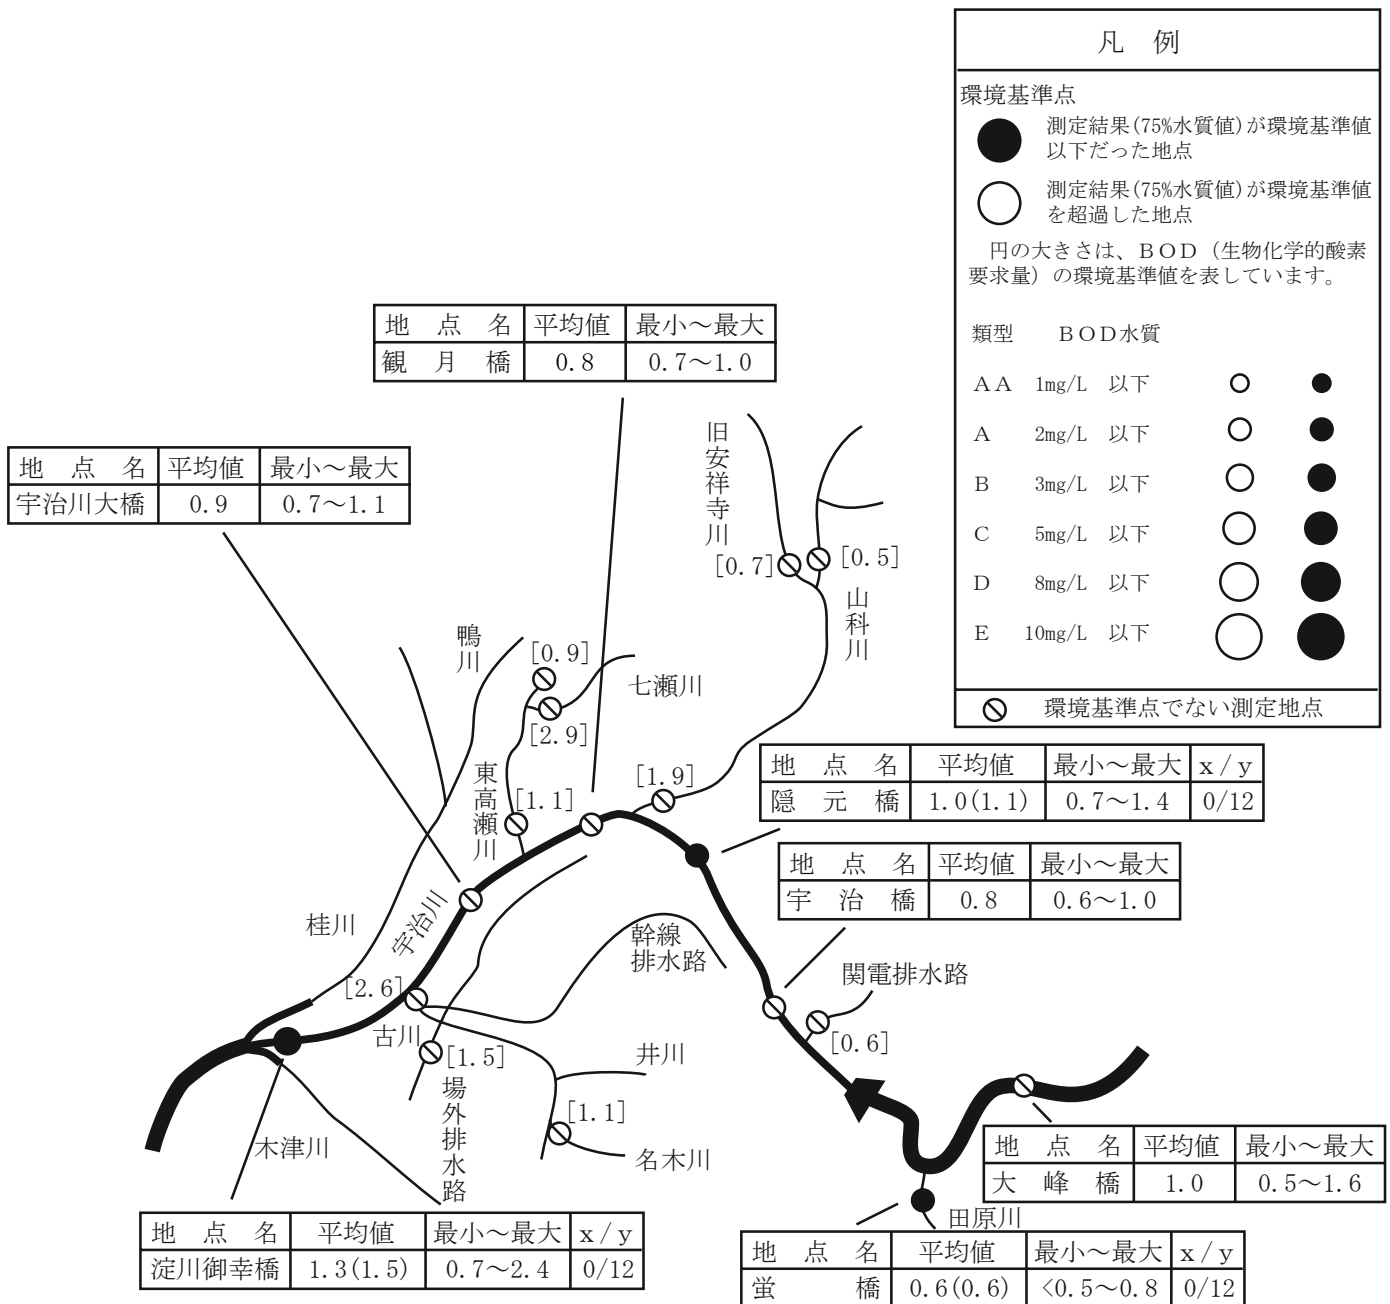 凡 例
環境基準点
測定結果(75%水質値)が環境基準値
以下だった地点
測定結果(75%水質値)が環境基準値
を超過した地点
円の大きさは、BOD(生物化学的酸素
要求量)の環境基準値を表しています。
類型 BOD水質
AA 1mg/L 以下
A 2mg/L 以下
B 3mg/L 以下
C 5mg/L 以下
D 8mg/L 以下
E 10mg/L 以下
環境基準点でない測定地点
地点名 平均値 最小~最大
観月橋 0.8 0.7~1.0
地点名 平均値 最小~最大
宇治川大橋 0.9 0.7~1.1
旧安祥寺川
[0.7]
[0.5]
山科川
鴨川
[0.9]
七瀬川
[2.9]
東高瀬川
[1.1]
[1.9]
地点名 平均値 最小~最大 x/y
隠元橋 1.0(1.1) 0.7~1.4 0/12
地点名 平均値 最小~最大
宇治橋 0.8 0.6~1.0
桂川
宇治川
幹線
排水路
関電排水路
[2.6]
古川
[1.5]
[0.6]
井川
場外排水路
[1.1]
名木川
木津川
地点名 平均値 最小~最大
大峰橋 1.0 0.5~1.6
田原川
地点名 平均値 最小~最大 x/y
淀川御幸橋 1.3(1.5) 0.7~2.4 0/12
地点名 平均値 最小~最大 x/y
蛍橋 0.6(0.6) <0.5~0.8 0/12